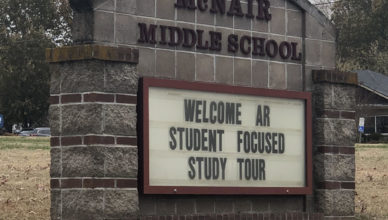 McNAIR
MIDDLE SCHOOL
WELCOME AR
STUDENT FOCUSED
STUDY TOUR